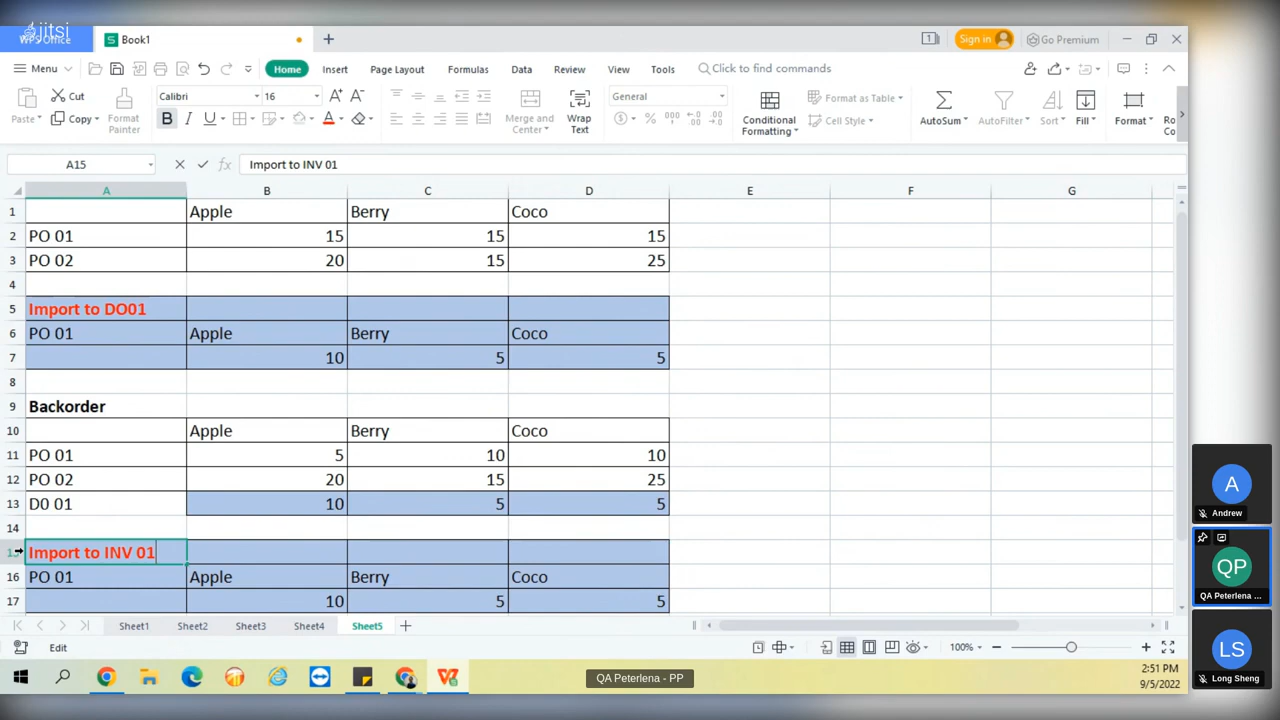 jitsi
WPS Office
Book1
1
Sign in
Go Premium
Menu
Home
Insert
Page Layout
Formulas
Data
Review
View
Tools
Click to find commands
Paste
Cut
Copy
Format
Painter
Calibri
16
Merge and
Center
Wrap
Text
General
Conditional
Formatting
Format as Table
Cell Style
AutoSum
AutoFilter
Sort
Fill
Format
Ro
Co
A15
Import to INV 01
A B C D E F G
1 Apple Berry Coco
2 PO 01 15 15 15
3 PO 02 20 15 25
4
5 Import to DO01
6 PO 01 Apple Berry Coco
7 10 5 5
8
9 Backorder
10 Apple Berry Coco
11 PO 01 5 10 10
12 PO 02 20 15 25
13 D0 01 10 5 5
14
Import to INV 01
16 PO 01 Apple Berry Coco
17 10 5 5
Sheet1 Sheet2 Sheet3 Sheet4 Sheet5
Edit
100%
QA Peterlena - PP
2:51 PM
9/5/2022
A
Andrew
QP
QA Peterlena ...
LS
Long Sheng